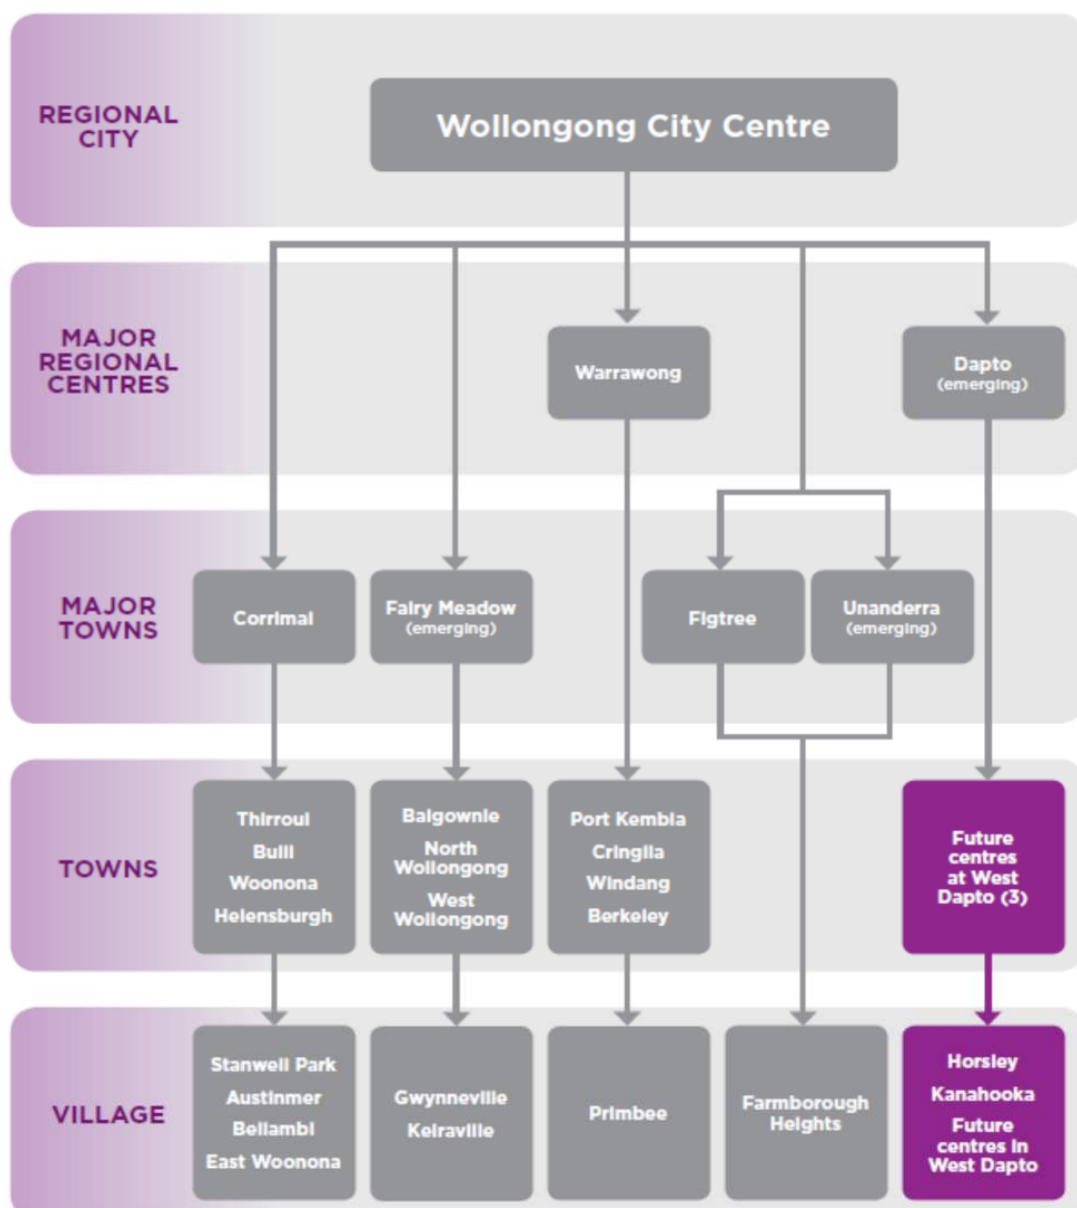 REGIONAL
CITY
Wollongong City Centre
MAJOR
REGIONAL
CENTRES
Warrawong
Dapto
(emerging)
MAJOR
TOWNS
Corrimal
Fairy Meadow
(emerging)
Figtree
Unanderra
(emerging)
TOWNS
Thirroul
Bulli
Woonona
Helensburgh
Balgownie
North
Wollongong
West
Wollongong
Port Kembla
Cringila
Windang
Berkeley
Future
centres
at West
Dapto (3)
VILLAGE
Stanwell Park
Austinmer
Bellambi
East Woonona
Gwynneville
Keiraville
Primbee
Farmborough
Heights
Horsley
Kanahooka
Future
centres in
West Dapto